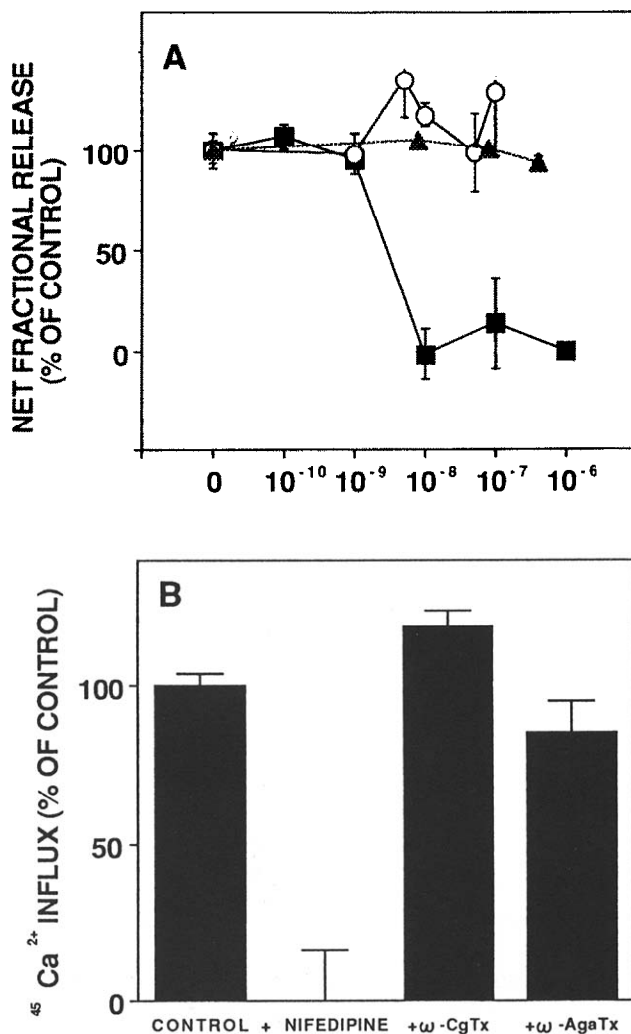 A
NET FRACTIONAL RELEASE
(% OF CONTROL)
100
50
0
0 10⁻¹⁰ 10⁻⁹ 10⁻⁸ 10⁻⁷ 10⁻⁶
B
⁴⁵Ca²⁺ INFLUX (% OF CONTROL)
100
50
0
CONTROL + NIFEDIPINE +ω-CgTx +ω-AgaTx